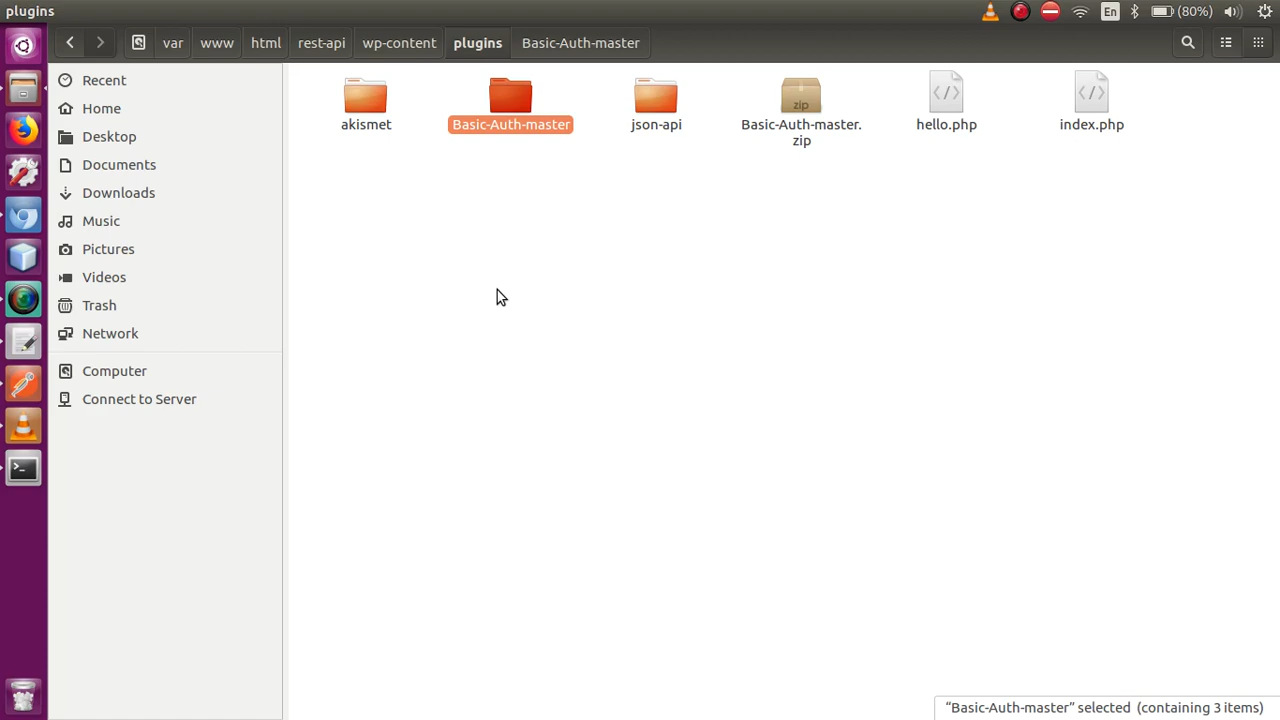 plugins
En
(80%)
var
www
html
rest-api
wp-content
plugins
Basic-Auth-master
Recent
Home
Desktop
Documents
Downloads
Music
Pictures
Videos
Trash
Network
Computer
Connect to Server
akismet
Basic-Auth-master
json-api
zip
Basic-Auth-master.
zip
hello.php
index.php
“Basic-Auth-master” selected (containing 3 items)